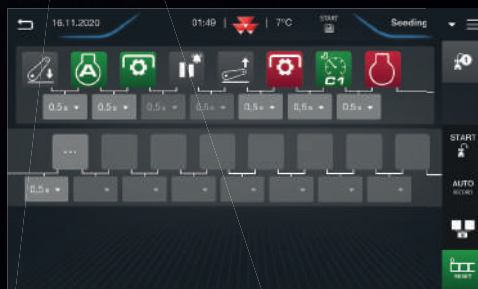 16.11.2020 01:49 7°C START Seeding
A C1
0,5s 0,5s 0,5s 0,5s 0,5s 0,5s 0,5s
START
...
0,5s
AUTO
RECORD
RESET